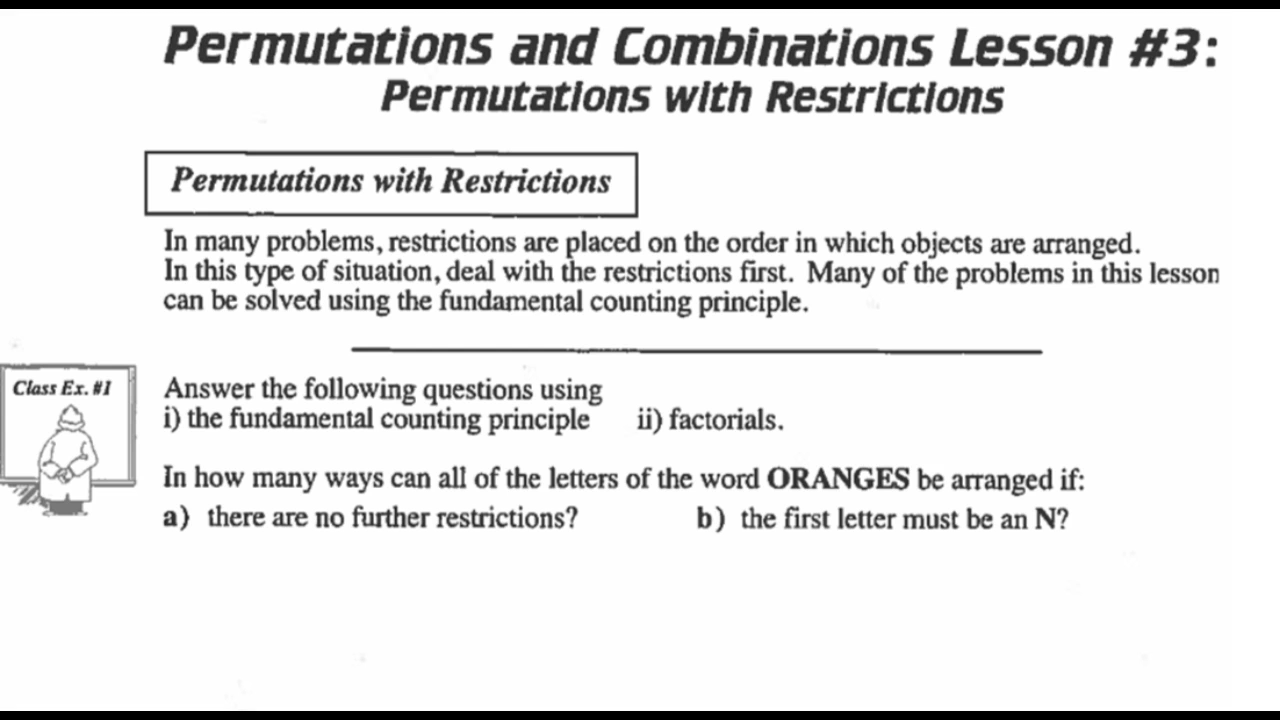 Permutations and Combinations Lesson #3:
Permutations with Restrictions
Permutations with Restrictions
In many problems, restrictions are placed on the order in which objects are arranged.
In this type of situation, deal with the restrictions first. Many of the problems in this lesson
can be solved using the fundamental counting principle.
Class Ex. #1
Answer the following questions using
i) the fundamental counting principle ii) factorials.
In how many ways can all of the letters of the word ORANGES be arranged if:
a) there are no further restrictions? b) the first letter must be an N?